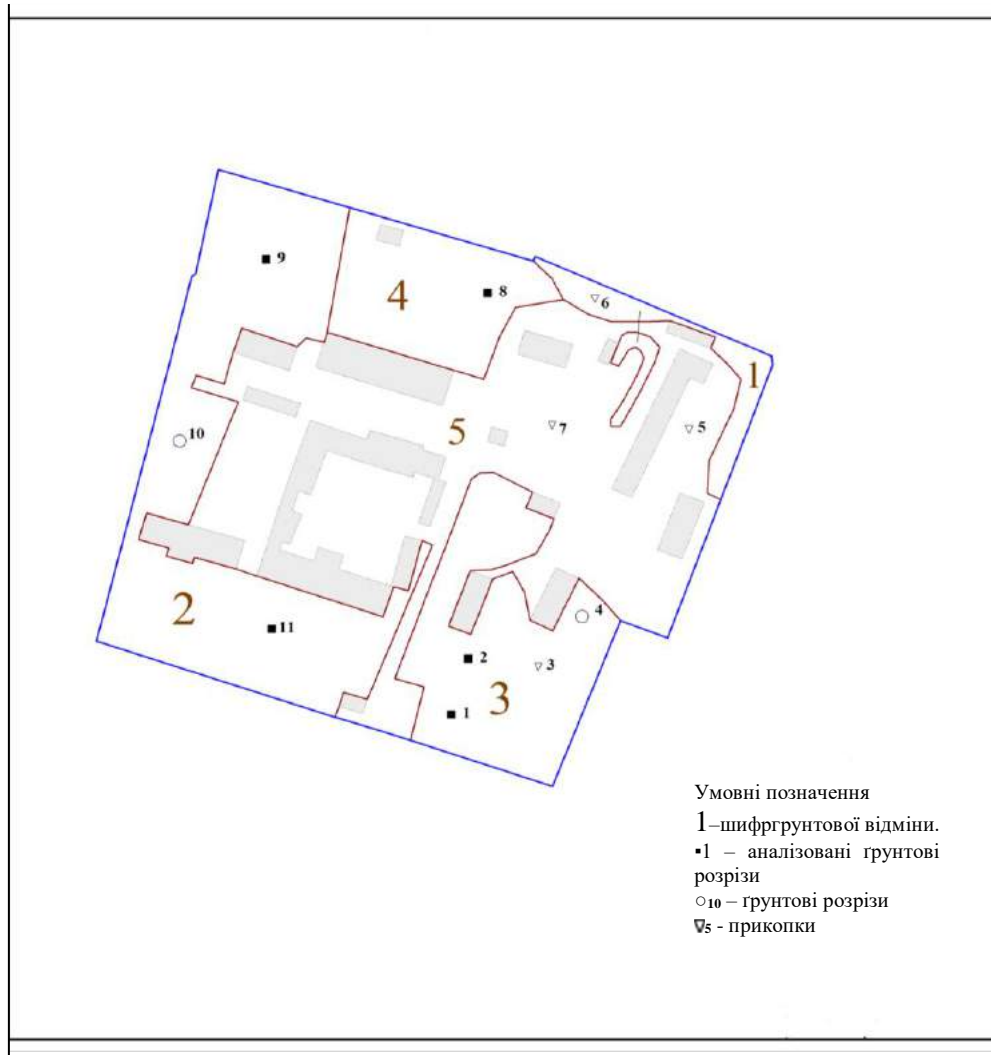 9
4
8
6
1
5
7
5
10
4
2
11
2
3
3
1
Умовні позначення
1–шифргрунтової відміни.
▪1 – аналізовані ґрунтові
розрізи
○10 – ґрунтові розрізи
▽5 - прикопки